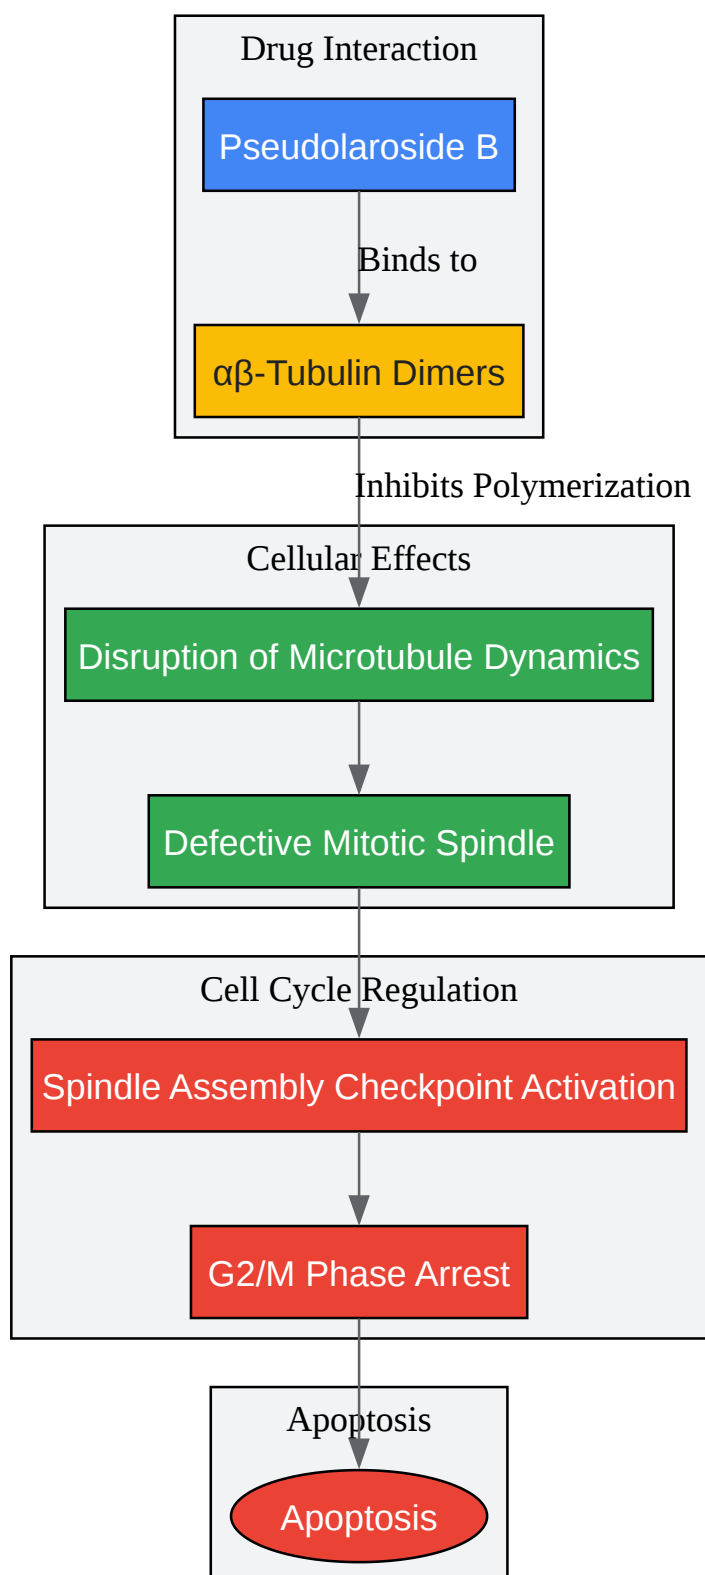 Drug Interaction
Pseudolaroside B
Binds to
αβ-Tubulin Dimers
Inhibits Polymerization
Cellular Effects
Disruption of Microtubule Dynamics
Defective Mitotic Spindle
Cell Cycle Regulation
Spindle Assembly Checkpoint Activation
G2/M Phase Arrest
Apoptosis
Apoptosis